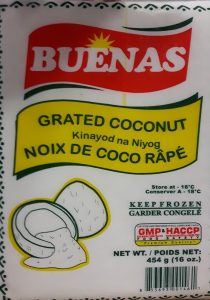 BUENAS
GRATED COCONUT
Kinayod na Niyog
NOIX DE COCO RÂPÉ
Store at - 18°C
Conserver A - 18°C
KEEP FROZEN
GARDER CONGELÉ
GMP & HACCP
NET WT. / POIDS NET:
454 g (16 oz.)